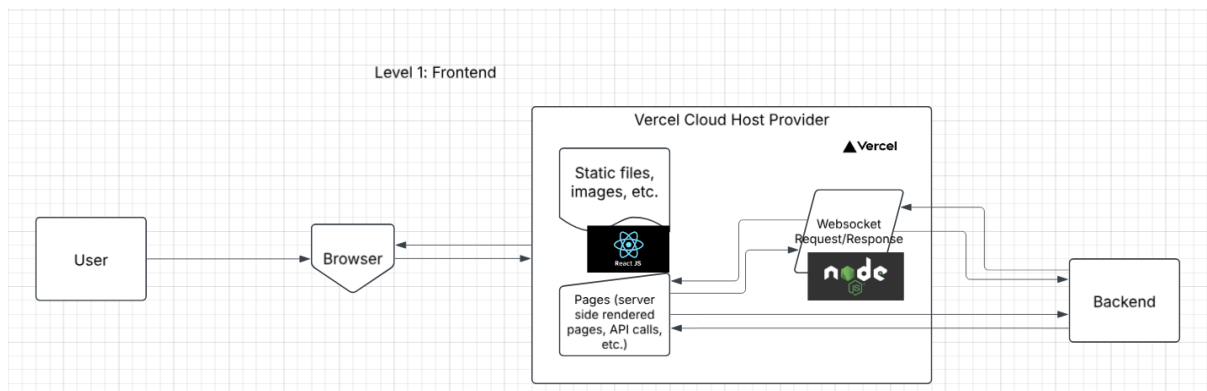 Level 1: Frontend
Vercel Cloud Host Provider
Vercel
Static files,
images, etc.
React JS
Websocket
Request/Response
node
JS
User
Browser
Pages (server
side rendered
pages, API calls,
etc.)
Backend